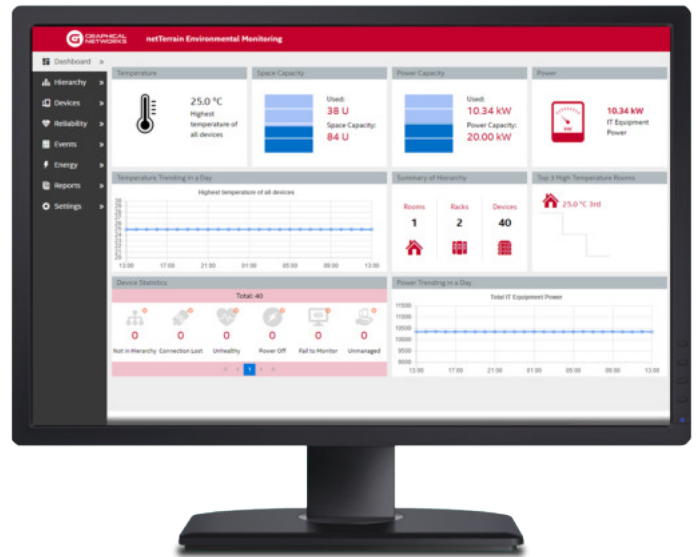 GRAPHICAL
NETWORKS
netTerrain Environmental Monitoring
Dashboard
Hierarchy
Devices
Reliability
Events
Energy
Reports
Settings
Temperature
25.0 °C
Highest
temperature of
all devices
Space Capacity
Used:
38 U
Space Capacity:
84 U
Power Capacity
Used:
10.34 kW
Power Capacity:
20.00 kW
Power
kW
10.34 kW
IT Equipment
Power
Temperature Trending in a Day
Highest temperature of all devices
13:00 17:00 21:00 01:00 05:00 09:00 13:00
Summary of Hierarchy
Rooms Racks Devices
1 2 40
Top 3 High Temperature Rooms
25.0 °C 3rd
Device Statistics
Total: 40
0 0 0 0 0 0
Not in Hierarchy Connection Lost Unhealthy Power Off Fail to Monitor Unmanaged
1
Power Trending in a Day
Total IT Equipment Power
11500
11000
10500
10000
9500
9000
13:00 17:00 21:00 01:00 05:00 09:00 13:00